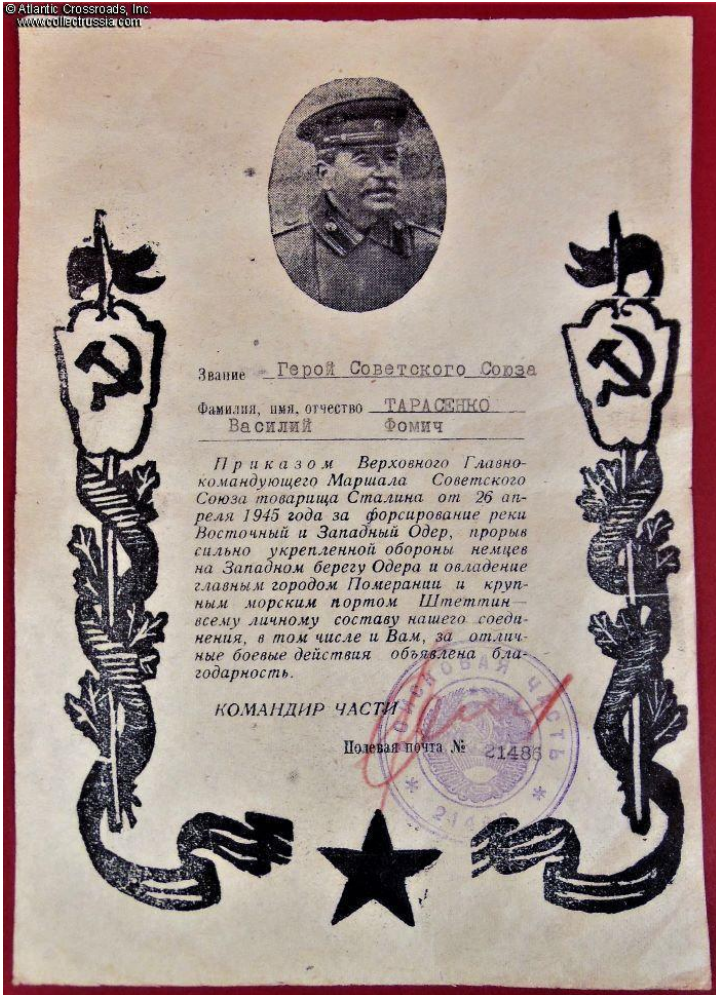 © Atlantic Crossroads, Inc.
www.collectrussia.com
Звание Герой Советского Союза
Фамилия, имя, отчество ТАРАСЕНКО
Василий Фомич
Приказом Верховного Главно-
командующего Маршала Советского
Союза товарища Сталина от 26 ап-
реля 1945 года за форсирование реки
Восточный и Западный Одер, прорыв
сильно укрепленной обороны немцев
на Западном берегу Одера и овладение
главным городом Померании и круп-
ным морским портом Штеттин—
всему личному составу нашего соеди-
нения, в том числе и Вам, за отлич-
ные боевые действия объявлена бла-
годарность.
КОМАНДИР ЧАСТИ
Полевая почта № 21486
ВОЙСКОВАЯ ЧАСТЬ